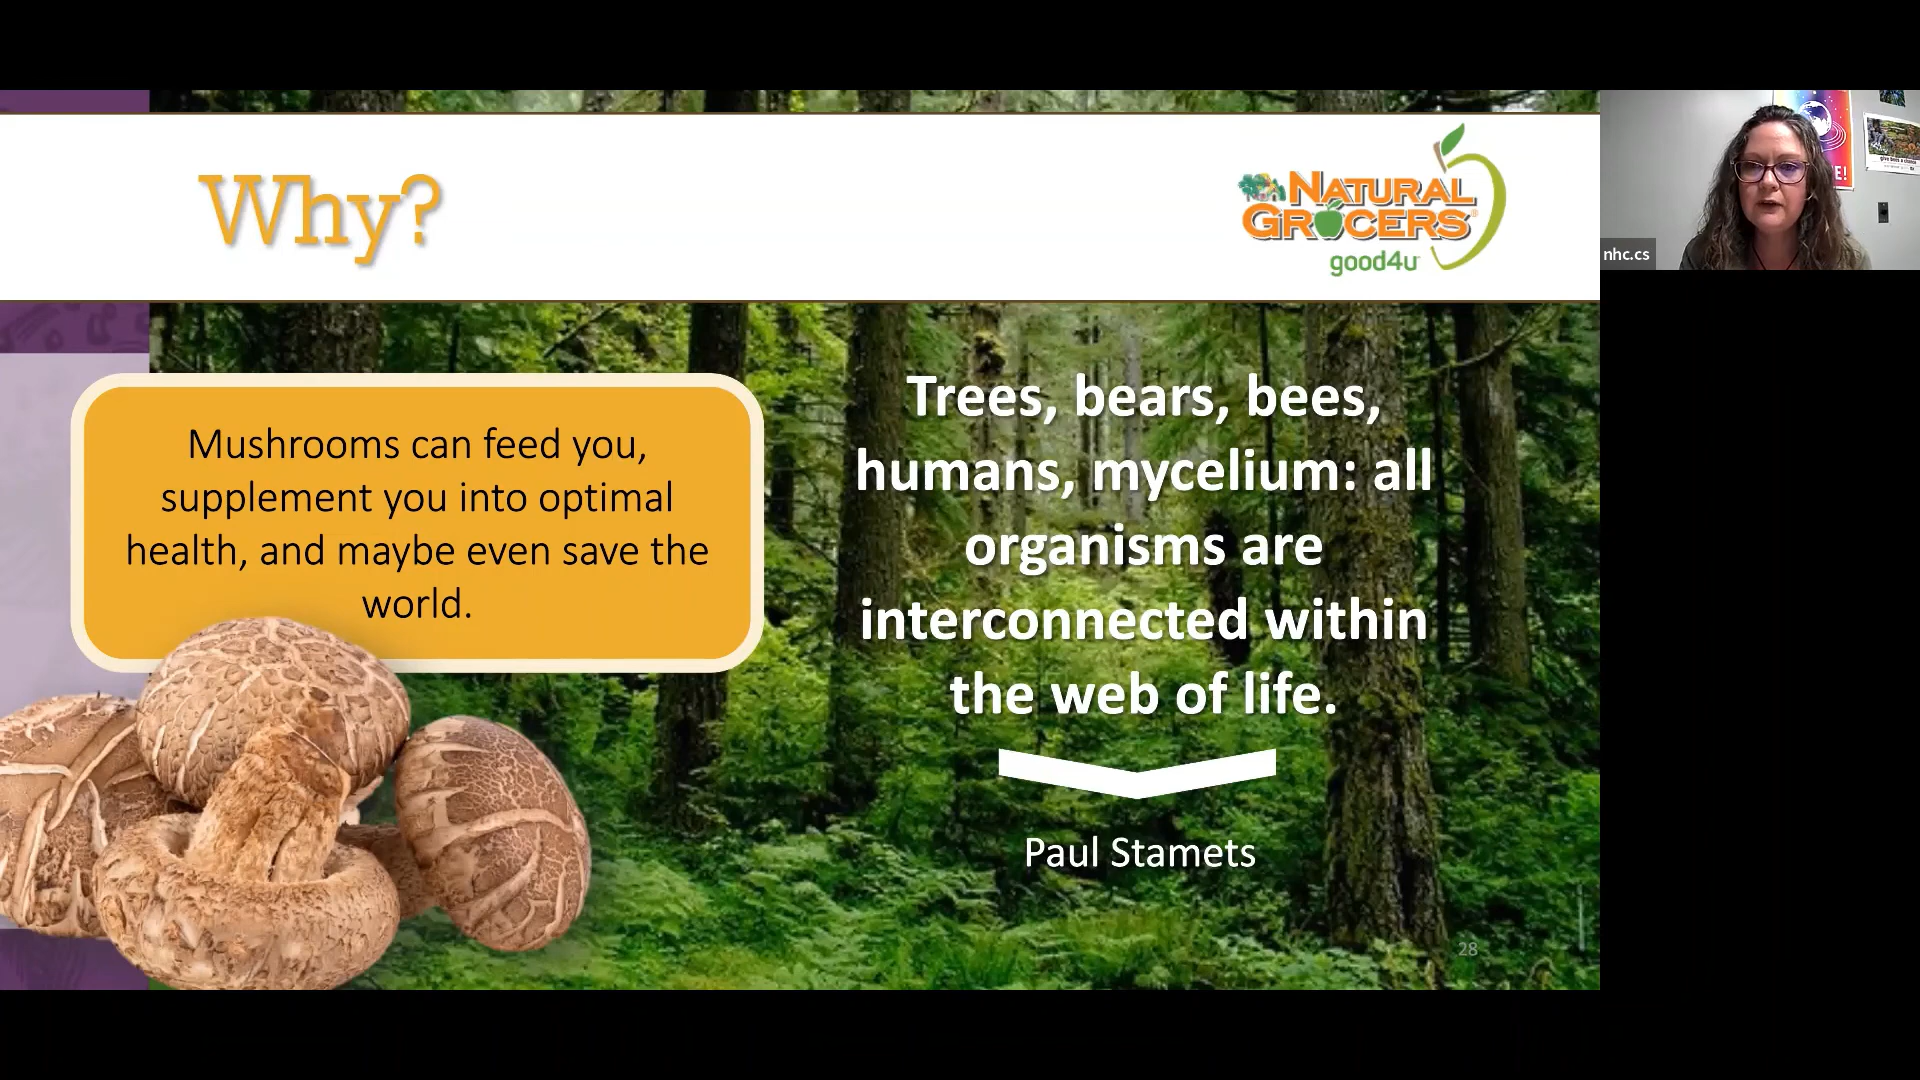 Why?
NATURAL
GROCERS®
good4u
nhc.cs
Mushrooms can feed you,
supplement you into optimal
health, and maybe even save the
world.
Trees, bears, bees,
humans, mycelium: all
organisms are
interconnected within
the web of life.
Paul Stamets
28